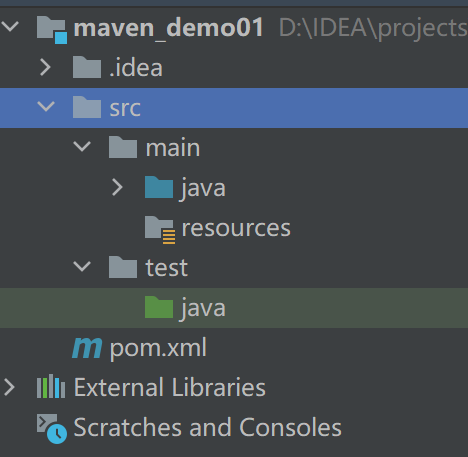 maven_demo01 D:\IDEA\projects
.idea
src
main
java
resources
test
java
pom.xml
External Libraries
Scratches and Consoles